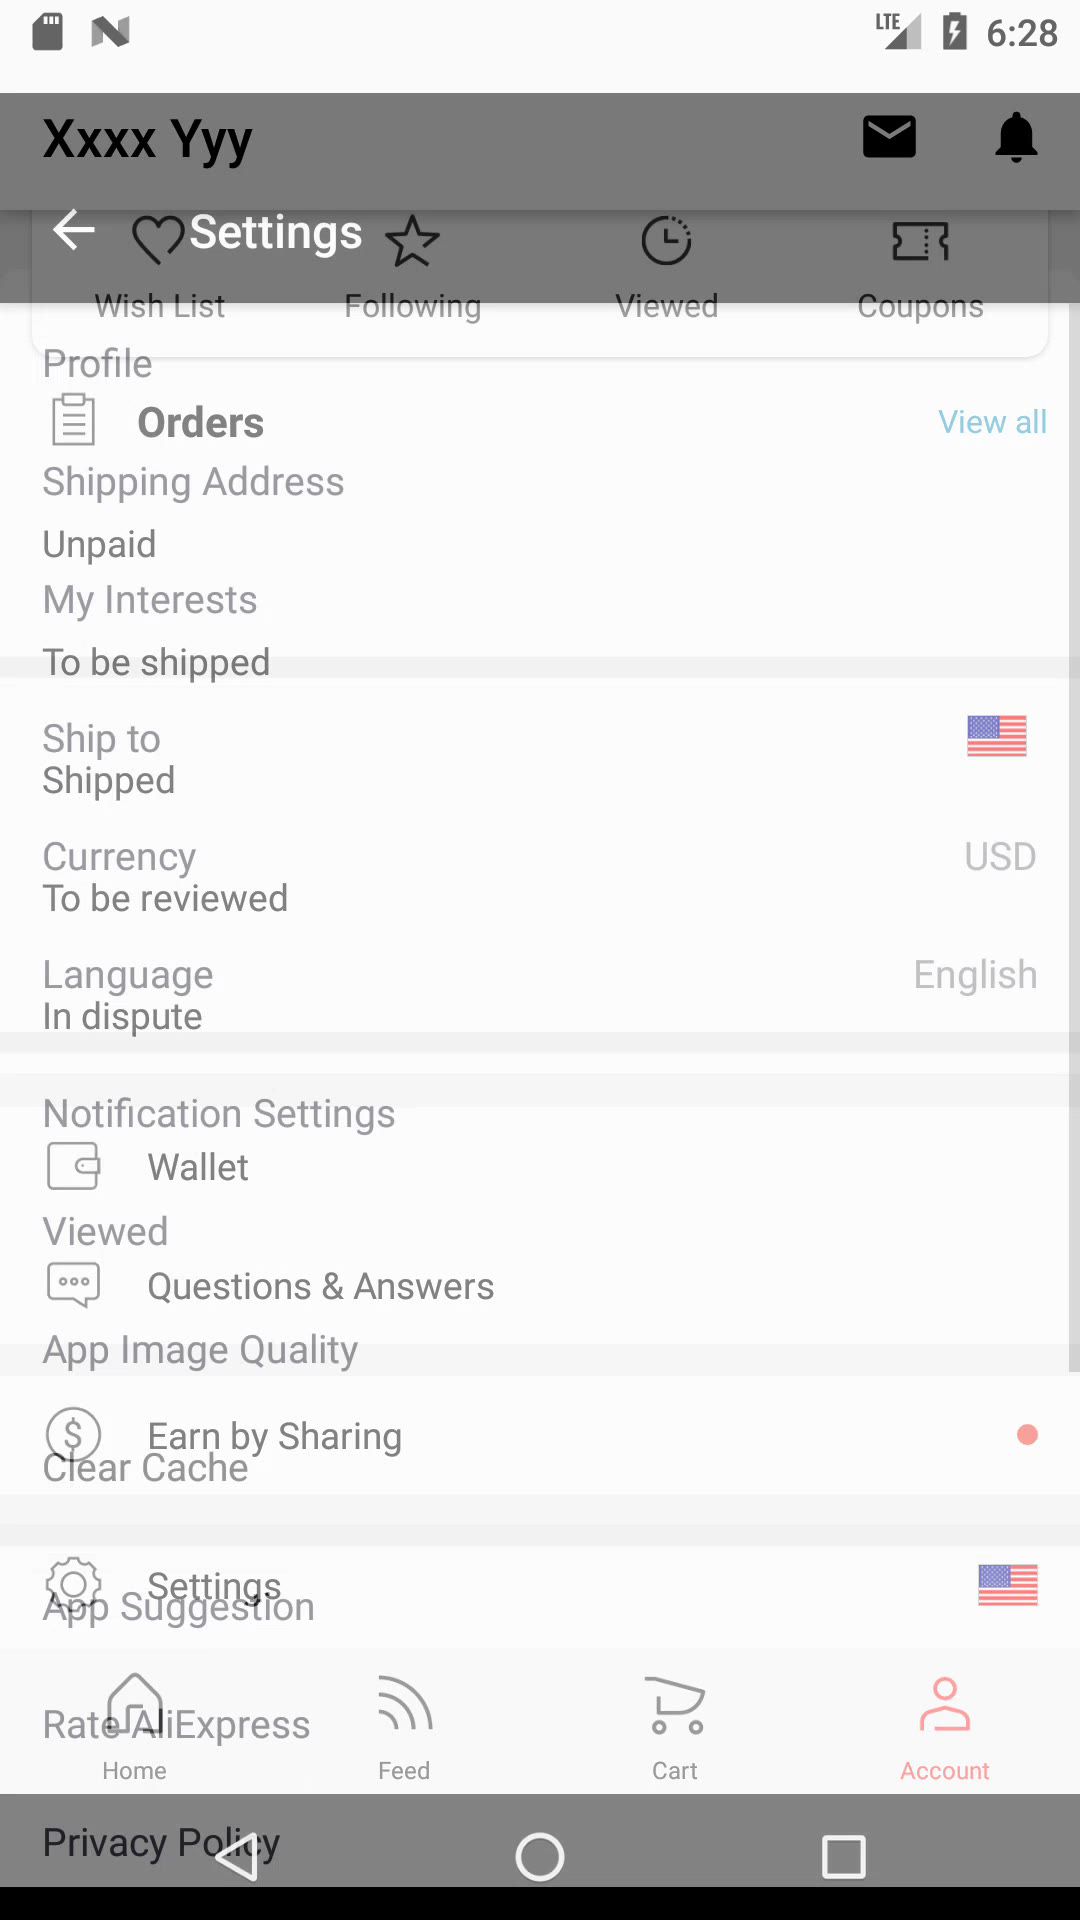 LTE 6:28
Xxxx Yyy
Settings
Wish List Following Viewed Coupons
Profile
Orders View all
Shipping Address
Unpaid
My Interests
To be shipped
Ship to
Shipped
Currency USD
To be reviewed
Language English
In dispute
Notification Settings
Wallet
Viewed
Questions & Answers
App Image Quality
Earn by Sharing
Clear Cache
Settings
App Suggestion
Rate AliExpress
Home Feed Cart Account
Privacy Policy